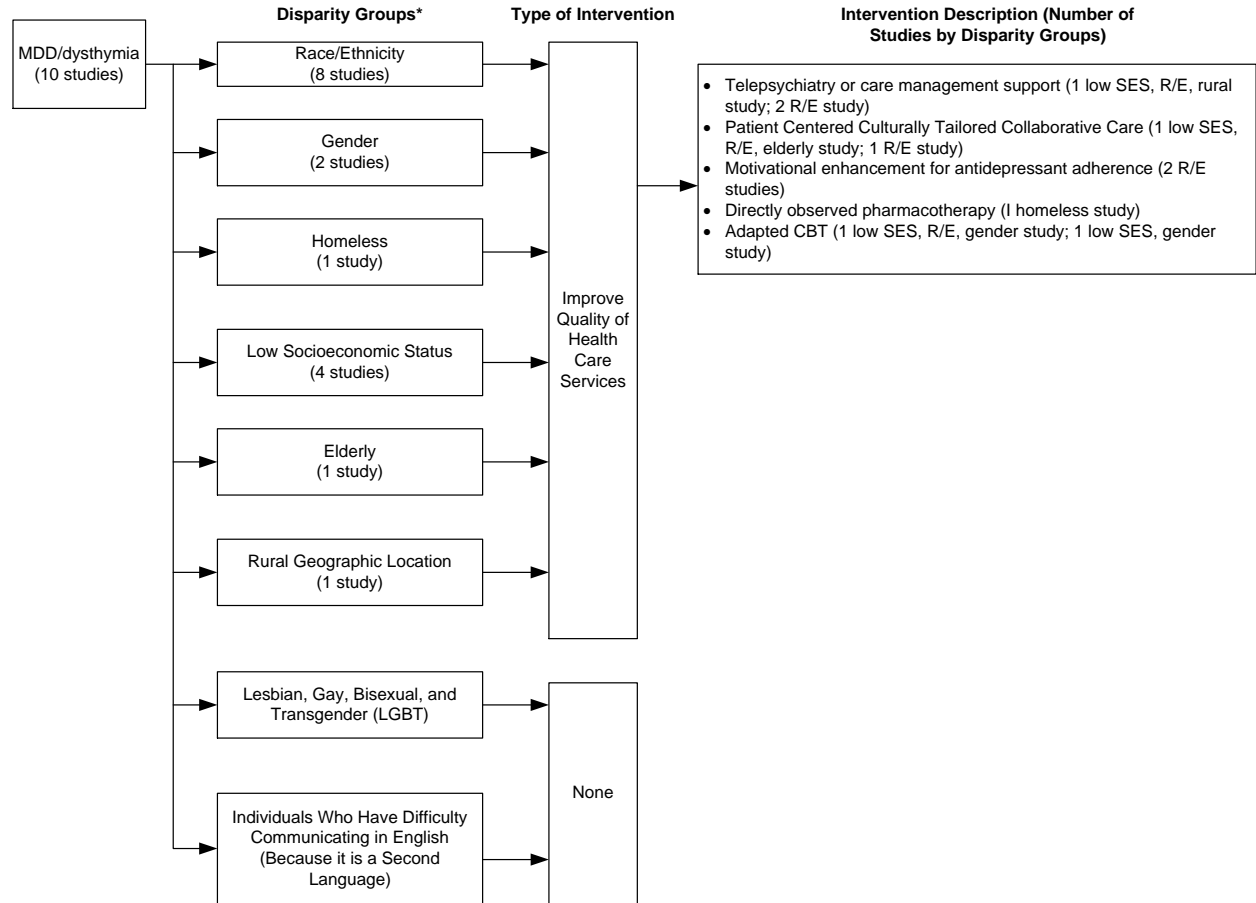 Disparity Groups*
Type of Intervention
Intervention Description (Number of
Studies by Disparity Groups)
MDD/dysthymia
(10 studies)
Race/Ethnicity
(8 studies)
Gender
(2 studies)
Homeless
(1 study)
Low Socioeconomic Status
(4 studies)
Elderly
(1 study)
Rural Geographic Location
(1 study)
Lesbian, Gay, Bisexual, and
Transgender (LGBT)
Individuals Who Have Difficulty
Communicating in English
(Because it is a Second
Language)
Improve
Quality of
Health
Care
Services
None
• Telepsychiatry or care management support (1 low SES, R/E, rural
study; 2 R/E study)
• Patient Centered Culturally Tailored Collaborative Care (1 low SES,
R/E, elderly study; 1 R/E study)
• Motivational enhancement for antidepressant adherence (2 R/E
studies)
• Directly observed pharmacotherapy (I homeless study)
• Adapted CBT (1 low SES, R/E, gender study; 1 low SES, gender
study)